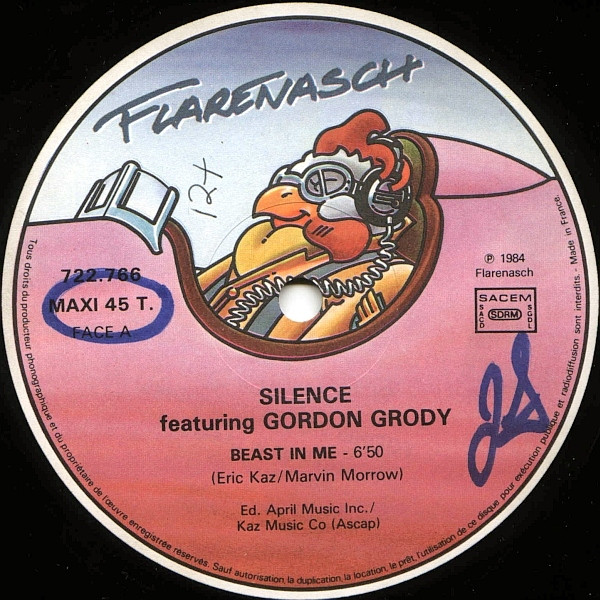 FLARENASCH
12+
722.766
MAXI 45 T.
FACE A
℗ 1984
Flarenasch
SACEM
SACD
SDRM
SGDL
SILENCE
featuring GORDON GRODY
BEAST IN ME - 6'50
(Eric Kaz/Marvin Morrow)
Ed. April Music Inc./
Kaz Music Co (Ascap)
Tous droits du producteur phonographique et du propriétaire de l'œuvre enregistrée réservés. Sauf autorisation, la duplication, la location, le prêt, l'utilisation de ce disque pour exécution publique et radiodiffusion sont interdits. - Made in France.